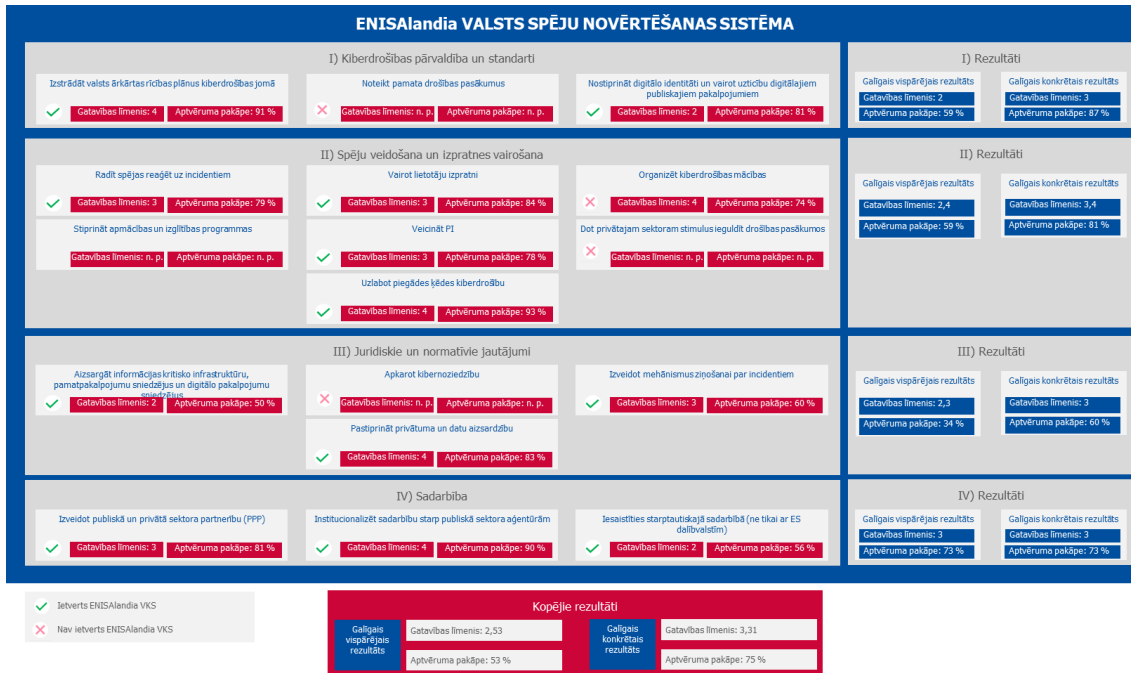 ENISAlandia VALSTS SPĒJU NOVĒRTĒŠANAS SISTĒMA
I) Kiberdrošības pārvaldība un standarti
Izstrādāt valsts ārkārtas rīcības plānus kiberdrošības jomā
Gatavības līmenis: 4
Aptvēruma pakāpe: 91 %
Noteikt pamata drošības pasākumus
Gatavības līmenis: n. p.
Aptvēruma pakāpe: n. p.
Nostiprināt digitālo identitāti un vairot uzticību digitālajiem
publiskajiem pakalpojumiem
Gatavības līmenis: 2
Aptvēruma pakāpe: 81 %
I) Rezultāti
Galīgais vispārējais rezultāts
Gatavības līmenis: 2
Aptvēruma pakāpe: 59 %
Galīgais konkrētais rezultāts
Gatavības līmenis: 3
Aptvēruma pakāpe: 87 %
II) Spēju veidošana un izpratnes vairošana
Radīt spējas reaģēt uz incidentiem
Gatavības līmenis: 3
Aptvēruma pakāpe: 79 %
Vairot lietotāju izpratni
Gatavības līmenis: 3
Aptvēruma pakāpe: 84 %
Organizēt kiberdrošības mācības
Gatavības līmenis: 4
Aptvēruma pakāpe: 74 %
Stiprināt apmācības un izglītības programmas
Gatavības līmenis: n. p.
Aptvēruma pakāpe: n. p.
Veicināt PI
Gatavības līmenis: 3
Aptvēruma pakāpe: 78 %
Dot privātajam sektoram stimulus ieguldīt drošības pasākumos
Gatavības līmenis: n. p.
Aptvēruma pakāpe: n. p.
Uzlabot piegādes ķēdes kiberdrošību
Gatavības līmenis: 4
Aptvēruma pakāpe: 93 %
II) Rezultāti
Galīgais vispārējais rezultāts
Gatavības līmenis: 2,4
Aptvēruma pakāpe: 59 %
Galīgais konkrētais rezultāts
Gatavības līmenis: 3,4
Aptvēruma pakāpe: 81 %
III) Juridiskie un normatīvie jautājumi
Aizsargāt informācijas kritisko infrastruktūru,
pamatpakalpojumu sniedzējus un digitālo pakalpojumu
sniedzējus
Gatavības līmenis: 2
Aptvēruma pakāpe: 50 %
Apkarot kibernoziedzību
Gatavības līmenis: n. p.
Aptvēruma pakāpe: n. p.
Izveidot mehānismus ziņošanai par incidentiem
Gatavības līmenis: 3
Aptvēruma pakāpe: 60 %
Pastiprināt privātuma un datu aizsardzību
Gatavības līmenis: 4
Aptvēruma pakāpe: 83 %
III) Rezultāti
Galīgais vispārējais rezultāts
Gatavības līmenis: 2,3
Aptvēruma pakāpe: 34 %
Galīgais konkrētais rezultāts
Gatavības līmenis: 3
Aptvēruma pakāpe: 60 %
IV) Sadarbība
Izveidot publiskā un privātā sektora partnerību (PPP)
Gatavības līmenis: 3
Aptvēruma pakāpe: 81 %
Institucionalizēt sadarbību starp publiskā sektora aģentūrām
Gatavības līmenis: 4
Aptvēruma pakāpe: 90 %
Iesaistīties starptautiskajā sadarbībā (ne tikai ar ES
dalībvalstīm)
Gatavības līmenis: 2
Aptvēruma pakāpe: 56 %
IV) Rezultāti
Galīgais vispārējais rezultāts
Gatavības līmenis: 3
Aptvēruma pakāpe: 73 %
Galīgais konkrētais rezultāts
Gatavības līmenis: 3
Aptvēruma pakāpe: 73 %
Ietverts ENISAlandia VKS
Nav ietverts ENISAlandia VKS
Kopējie rezultāti
Galīgais
vispārējais
rezultāts
Gatavības līmenis: 2,53
Aptvēruma pakāpe: 53 %
Galīgais
konkrētais
rezultāts
Gatavības līmenis: 3,31
Aptvēruma pakāpe: 75 %